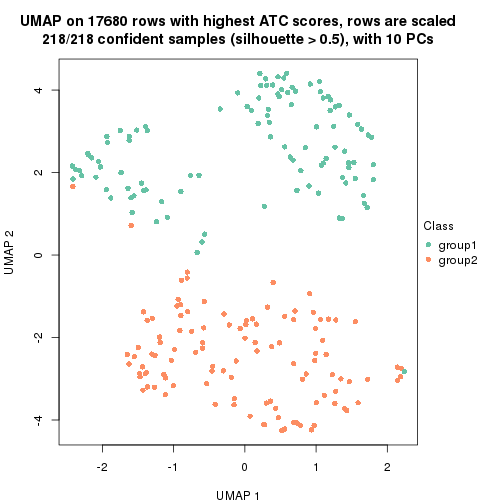 UMAP on 17680 rows with highest ATC scores, rows are scaled
218/218 confident samples (silhouette > 0.5), with 10 PCs
4
2
0
-2
-4
UMAP 2
-2
-1
0
1
2
UMAP 1
Class
group1
group2